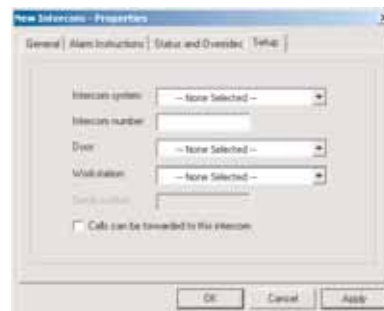 New Intercom - Properties
General | Alarm Instructions | Status and Overrides | Setup
Intercom system: -- None Selected --
Intercom number:
Door: -- None Selected --
Workstation: -- None Selected --
Calls can be forwarded to this intercom
OK Cancel Apply